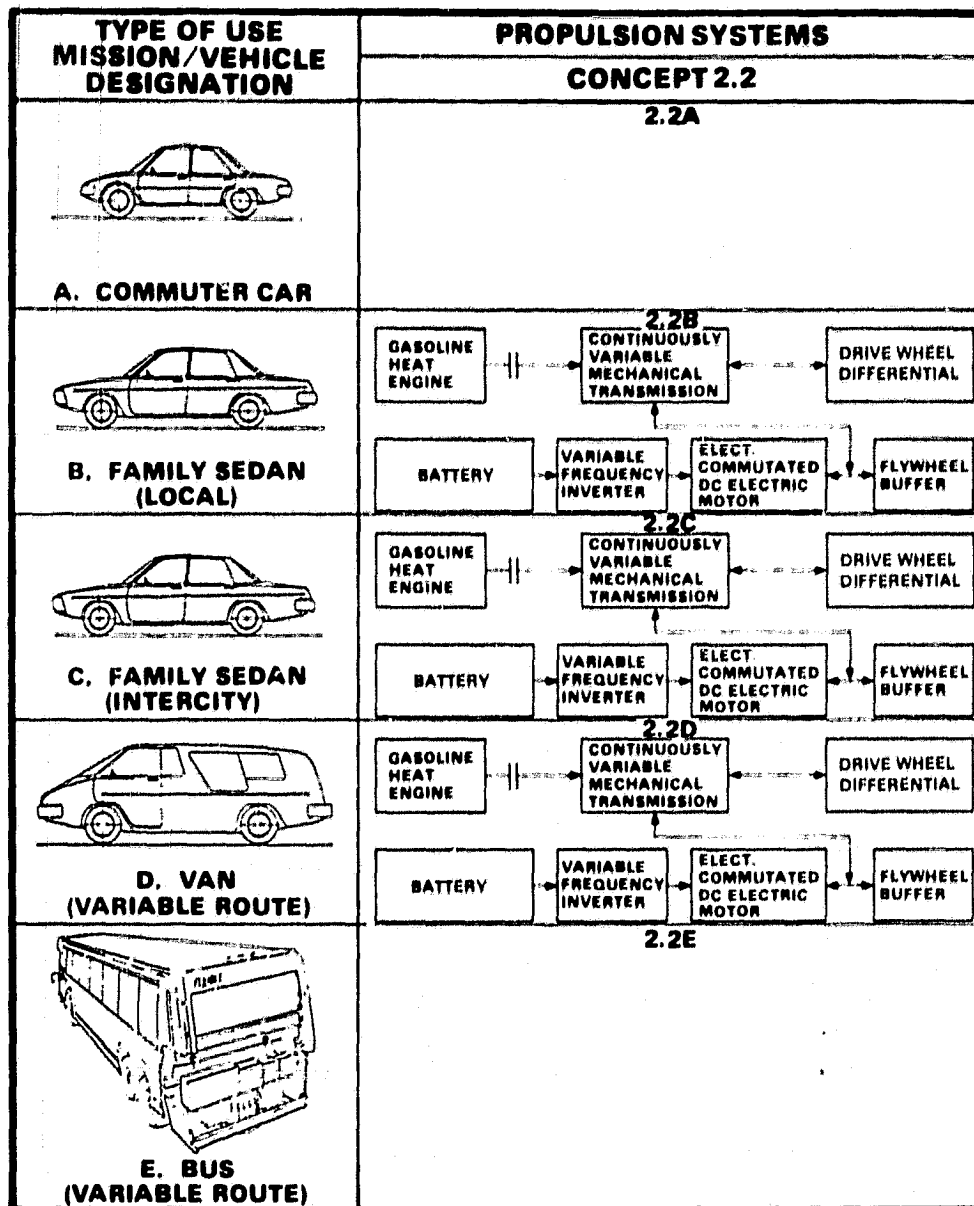 TYPE OF USE
MISSION/VEHICLE
DESIGNATION
PROPULSION SYSTEMS
CONCEPT 2.2
2.2A
A. COMMUTER CAR
2.2B
GASOLINE
HEAT
ENGINE
CONTINUOUSLY
VARIABLE
MECHANICAL
TRANSMISSION
DRIVE WHEEL
DIFFERENTIAL
BATTERY
VARIABLE
FREQUENCY
INVERTER
ELECT.
COMMUTATED
DC ELECTRIC
MOTOR
FLYWHEEL
BUFFER
B. FAMILY SEDAN
(LOCAL)
2.2C
GASOLINE
HEAT
ENGINE
CONTINUOUSLY
VARIABLE
MECHANICAL
TRANSMISSION
DRIVE WHEEL
DIFFERENTIAL
BATTERY
VARIABLE
FREQUENCY
INVERTER
ELECT.
COMMUTATED
DC ELECTRIC
MOTOR
FLYWHEEL
BUFFER
C. FAMILY SEDAN
(INTERCITY)
2.2D
GASOLINE
HEAT
ENGINE
CONTINUOUSLY
VARIABLE
MECHANICAL
TRANSMISSION
DRIVE WHEEL
DIFFERENTIAL
BATTERY
VARIABLE
FREQUENCY
INVERTER
ELECT.
COMMUTATED
DC ELECTRIC
MOTOR
FLYWHEEL
BUFFER
D. VAN
(VARIABLE ROUTE)
2.2E
E. BUS
(VARIABLE ROUTE)